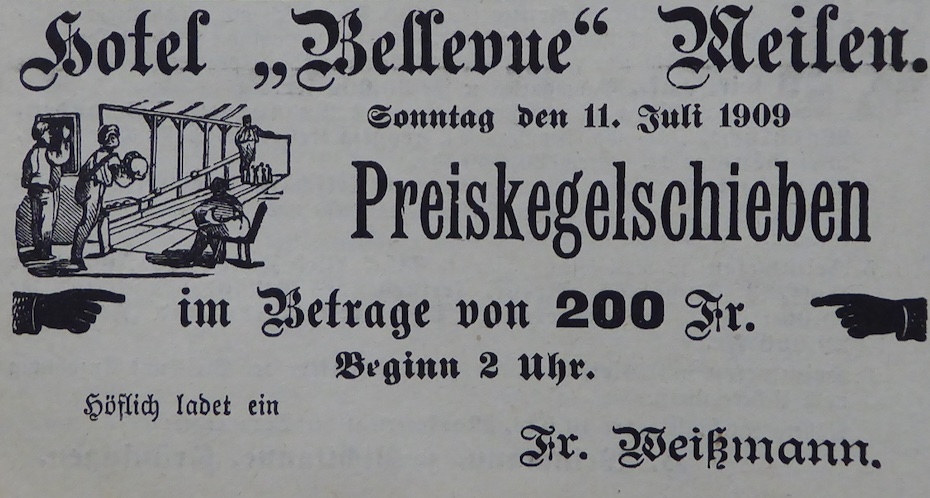 Hotel „Bellevue“ Meilen.
Sonntag den 11. Juli 1909
Preiskegelschieben
im Betrage von 200 Fr.
Beginn 2 Uhr.
Höflich ladet ein
Fr. Weißmann.